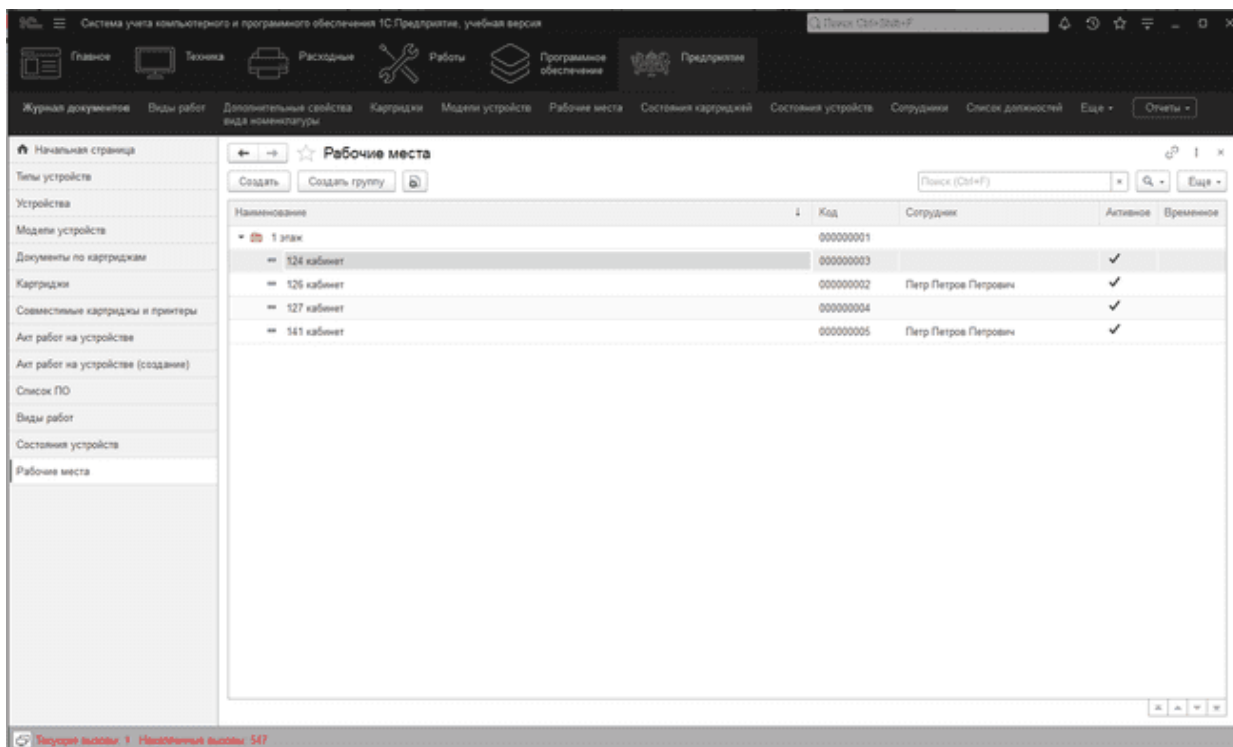 Система учета компьютерного и программного обеспечения 1С:Предприятие, учебная версия
Поиск Ctrl+Shift+F
Главное
Техника
Расходные
Работы
Программное обеспечение
Предприятие
Журнал документов Виды работ Дополнительные свойства вида номенклатуры Картриджи Модели устройств Рабочие места Состояния картриджей Состояния устройств Сотрудники Список должностей Еще Отчеты
Начальная страница
Типы устройств
Устройства
Модели устройств
Документы по картриджам
Картриджи
Совместимые картриджы и принтеры
Акт работ на устройстве
Акт работ на устройстве (создание)
Список ПО
Виды работ
Состояния устройств
Рабочие места
Рабочие места
Создать Создать группу Поиск (Ctrl+F) Еще
Наименование Код Сотрудник Активное Временное
1 этаж 000000001
124 кабинет 000000003
126 кабинет 000000002 Петр Петров Петрович
127 кабинет 000000004
141 кабинет 000000005 Петр Петров Петрович
Текущие вызовы: 1 Накопленные вызовы: 547